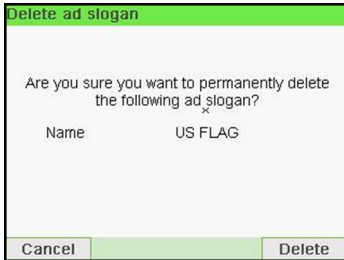 Delete ad slogan
Are you sure you want to permanently delete
the following ad slogan?
Name US FLAG
Cancel Delete